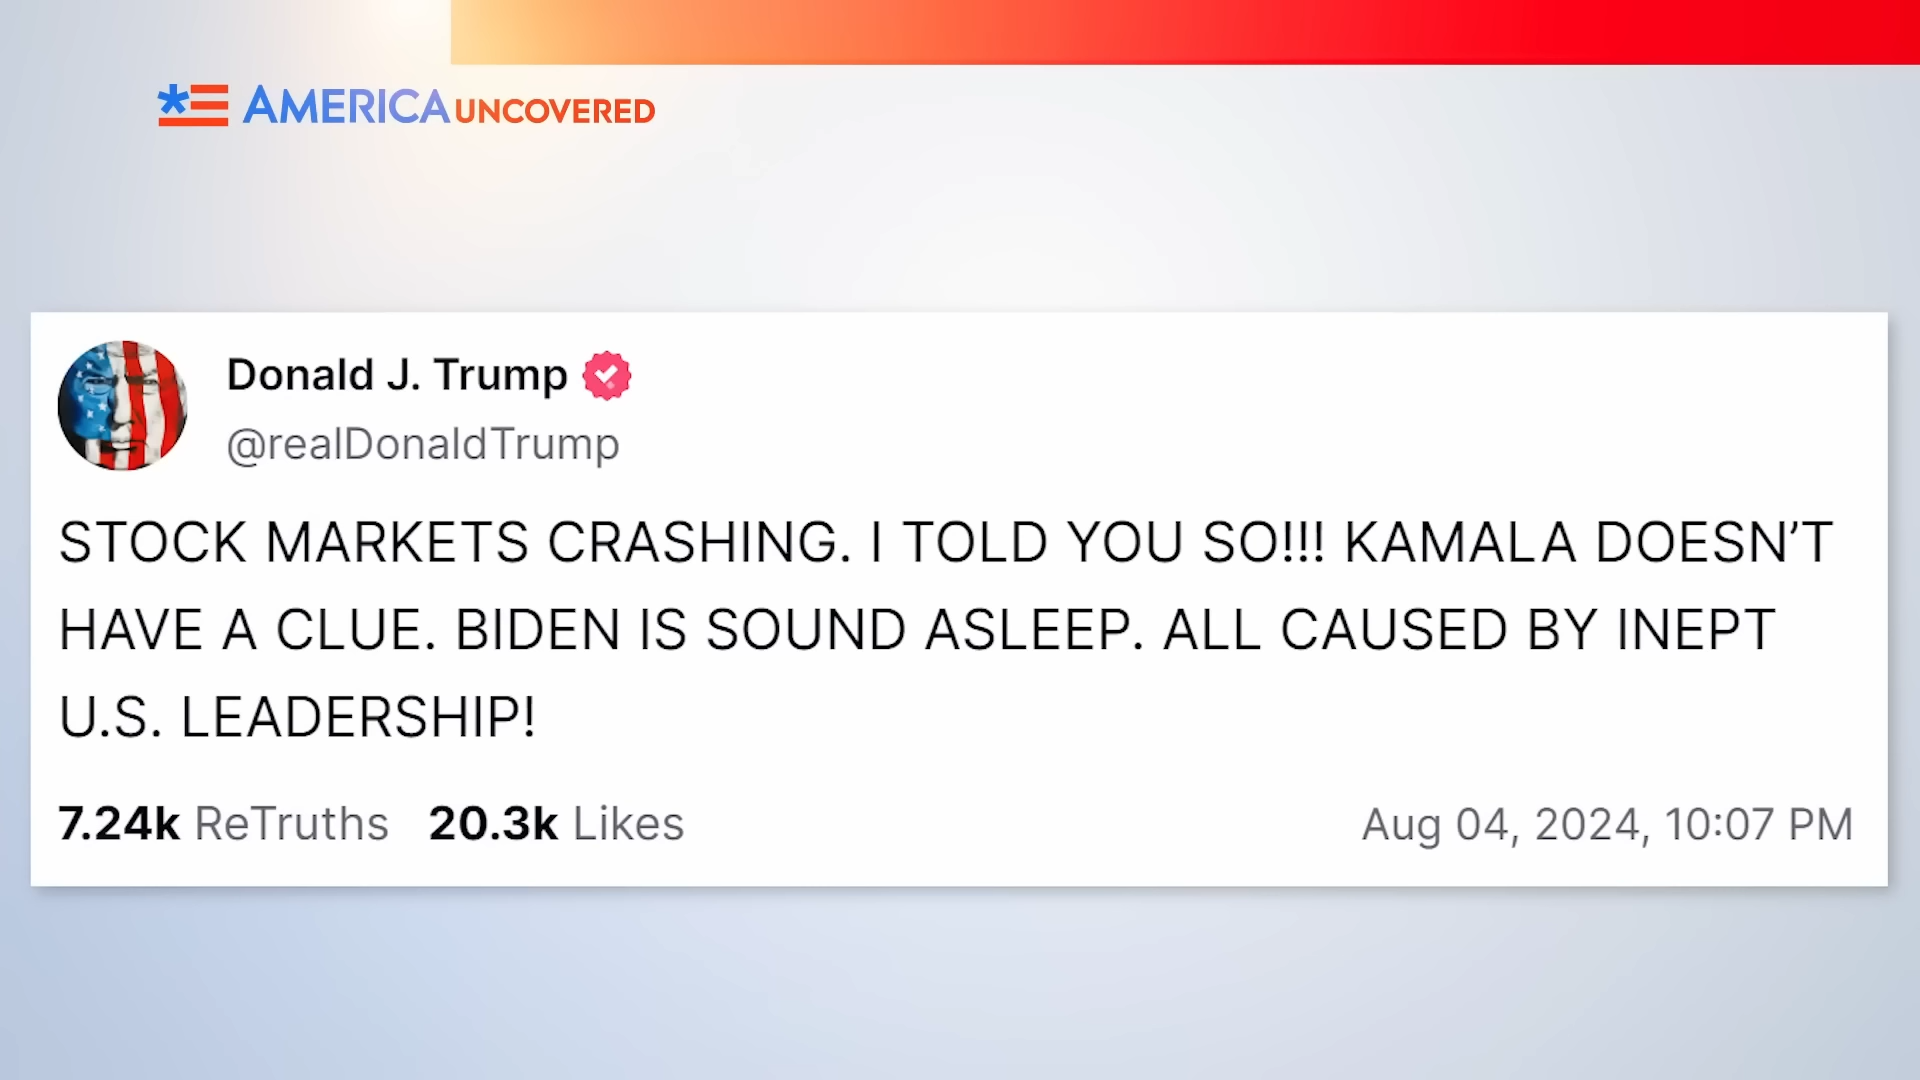 AMERICA UNCOVERED
Donald J. Trump
@realDonaldTrump
STOCK MARKETS CRASHING. I TOLD YOU SO!!! KAMALA DOESN’T
HAVE A CLUE. BIDEN IS SOUND ASLEEP. ALL CAUSED BY INEPT
U.S. LEADERSHIP!
7.24k ReTruths 20.3k Likes Aug 04, 2024, 10:07 PM